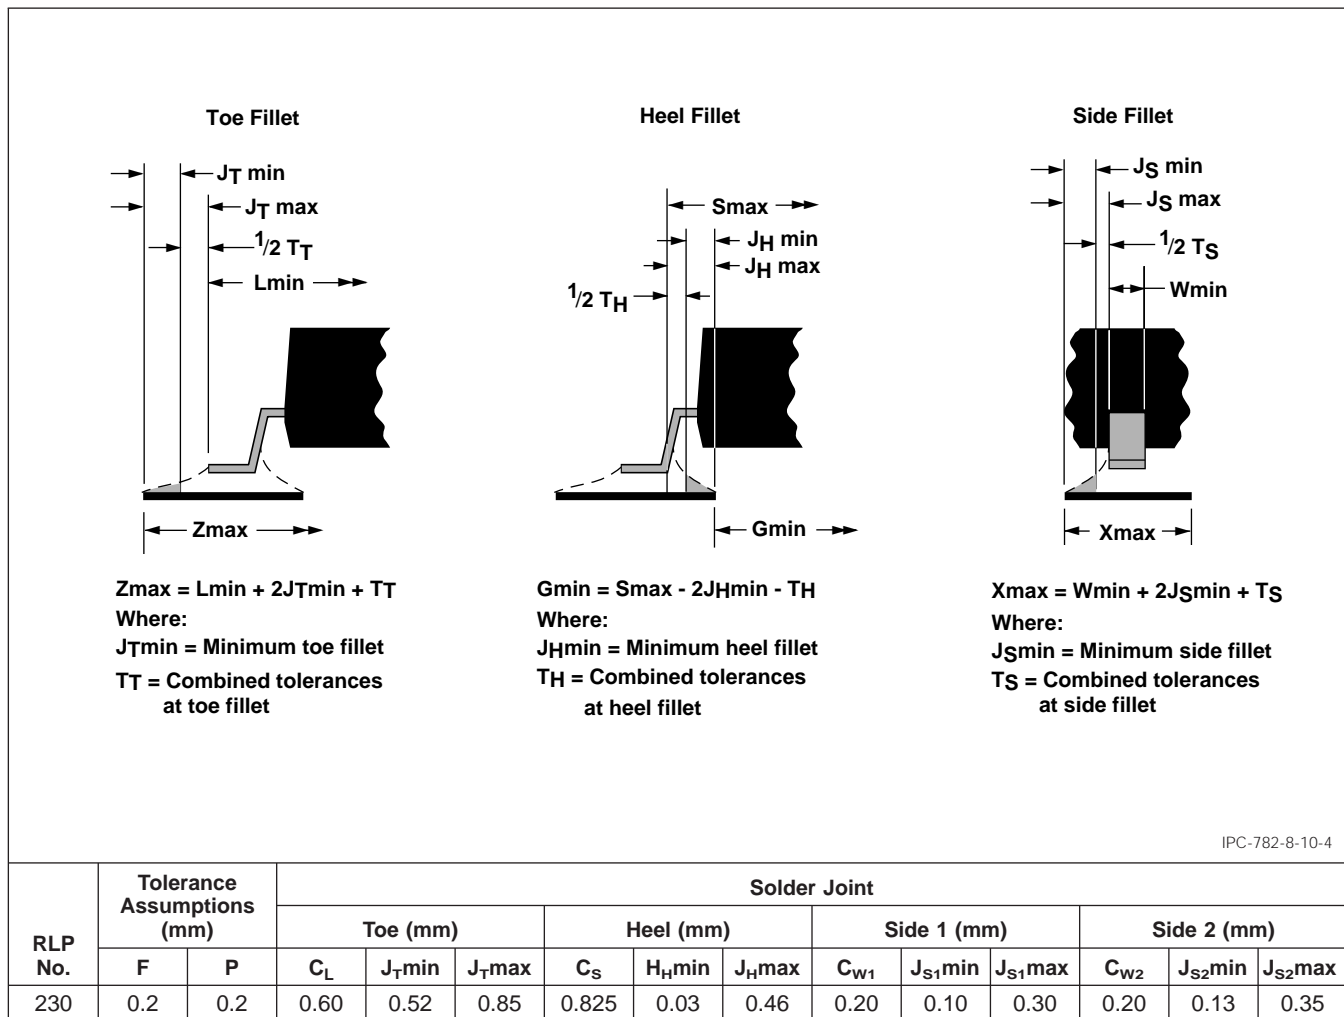 Toe Fillet
JT min
JT max
1/2 TT
Lmin
Zmax
Zmax = Lmin + 2JTmin + TT
Where:
JTmin = Minimum toe fillet
TT = Combined tolerances
at toe fillet
Heel Fillet
Smax
JH min
JH max
1/2 TH
Gmin
Gmin = Smax - 2JHmin - TH
Where:
JHmin = Minimum heel fillet
TH = Combined tolerances
at heel fillet
Side Fillet
JS min
JS max
1/2 TS
Wmin
Xmax
Xmax = Wmin + 2JSmin + TS
Where:
JSmin = Minimum side fillet
TS = Combined tolerances
at side fillet
IPC-782-8-10-4
RLP No. Tolerance Assumptions (mm) Solder Joint
Toe (mm) Heel (mm) Side 1 (mm) Side 2 (mm)
F P CL JTmin JTmax CS HHmin JHmax CW1 JS1min JS1max CW2 JS2min JS2max
230 0.2 0.2 0.60 0.52 0.85 0.825 0.03 0.46 0.20 0.10 0.30 0.20 0.13 0.35